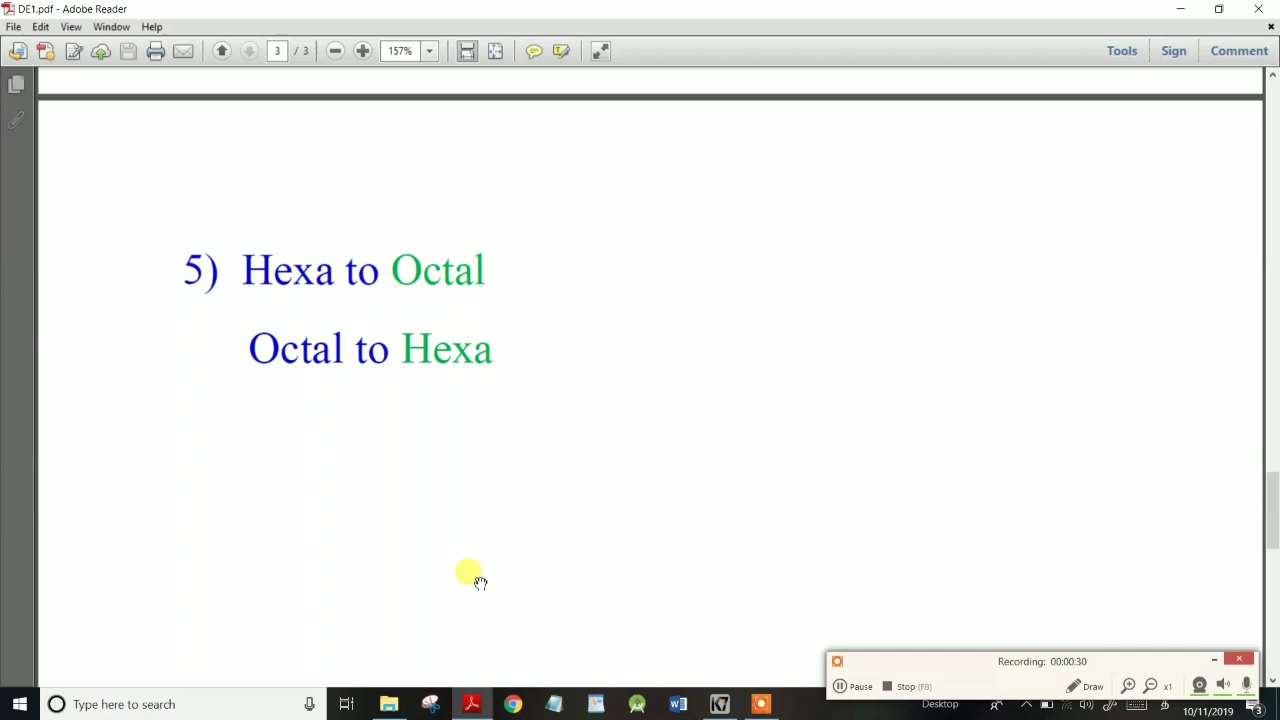 DE1.pdf - Adobe Reader
File Edit View Window Help
3 / 3 157% Tools Sign Comment
5) Hexa to Octal
Octal to Hexa
Recording: 00:00:30
Pause Stop (F8) Draw x1
Type here to search K7 Desktop
10/11/2019 3